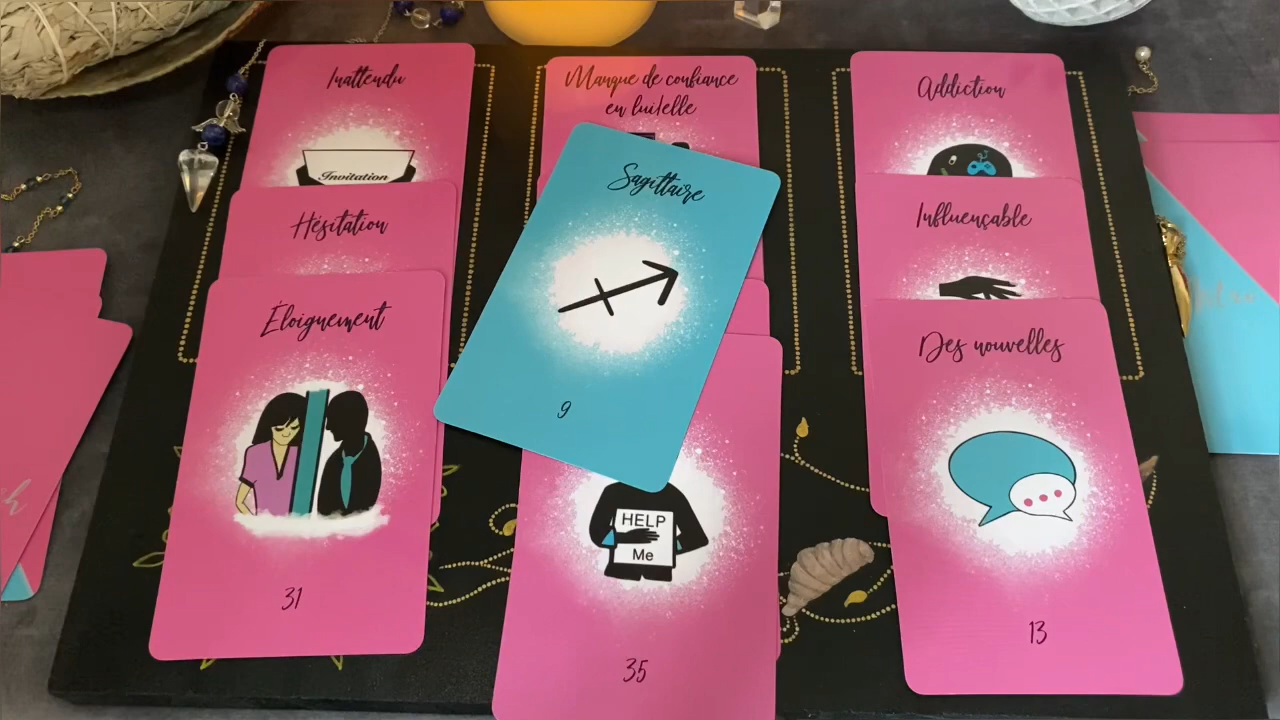 Inattendu
Invitation
Hésitation
Éloignement
31
Manque de confiance
en lui/elle
Sagittaire
9
HELP
Me
35
Addiction
Influençable
Des nouvelles
13